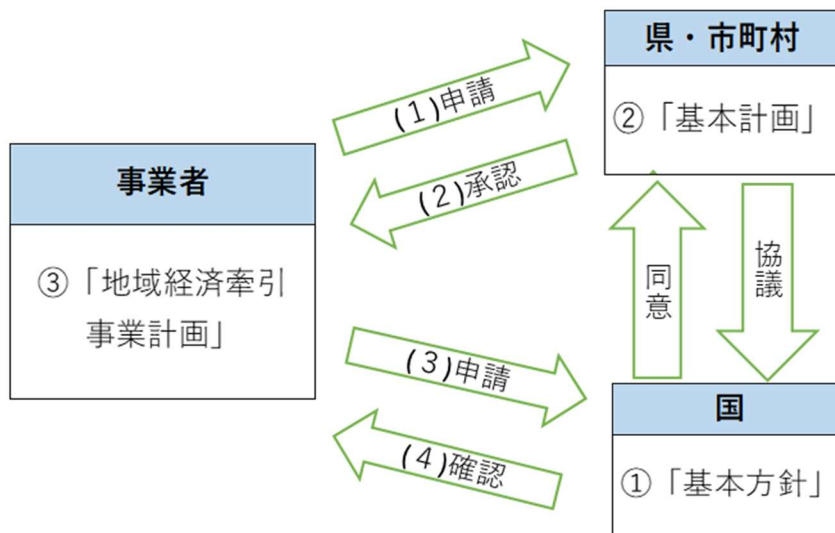 県・市町村
②「基本計画」
(1)申請
(2)承認
事業者
③「地域経済牽引
事業計画」
同意
協議
(3)申請
(4)確認
国
①「基本方針」